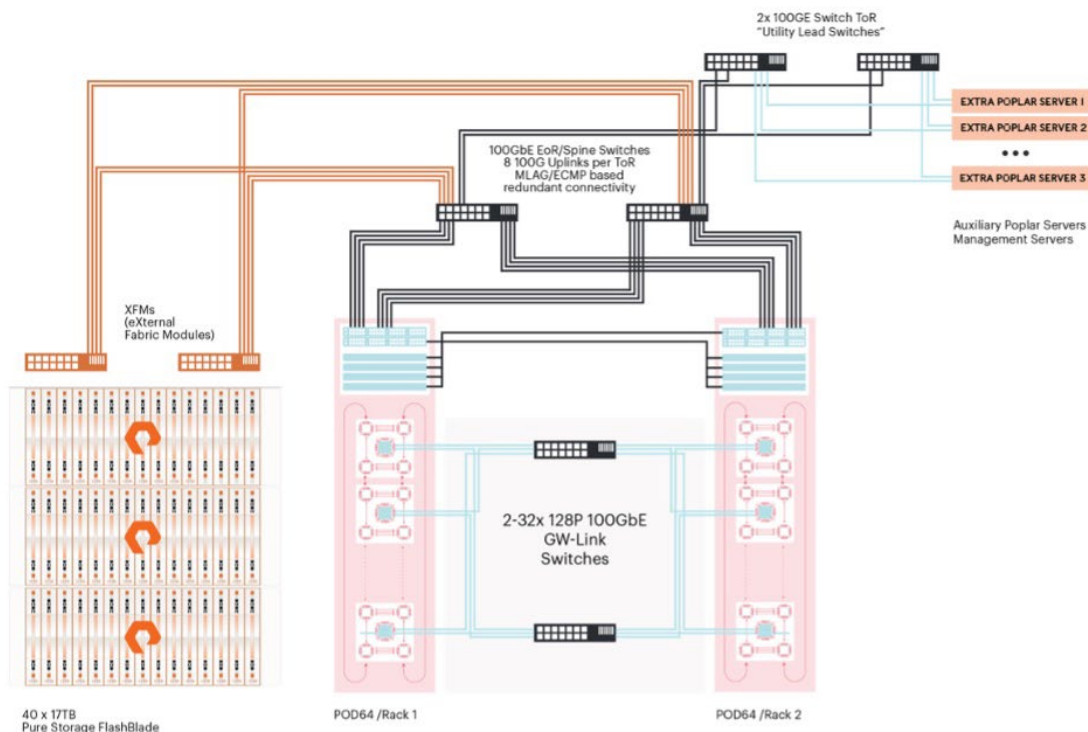 2x 100GE Switch ToR
“Utility Lead Switches”
EXTRA POPLAR SERVER 1
EXTRA POPLAR SERVER 2
•••
EXTRA POPLAR SERVER 3
Auxiliary Poplar Servers
Management Servers
100GbE EoR/Spine Switches
8 100G Uplinks per ToR
MLAG/ECMP based
redundant connectivity
XFMs
(eXternal
Fabric Modules)
2-32x 128P 100GbE
GW-Link
Switches
40 x 17TB
Pure Storage FlashBlade
POD64 /Rack 1
POD64 /Rack 2